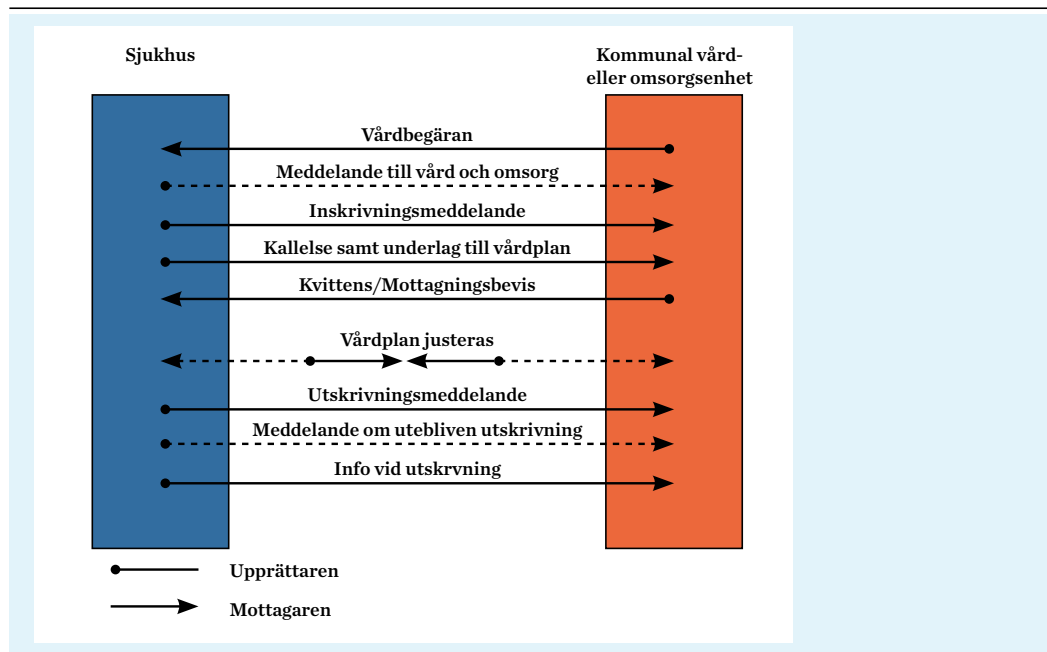 Sjukhus
Kommunal vård-
eller omsorgsenhet
Vårdbegäran
Meddelande till vård och omsorg
Inskrivningsmeddelande
Kallelse samt underlag till vårdplan
Kvittens/Mottagningsbevis
Vårdplan justeras
Utskrivningsmeddelande
Meddelande om utebliven utskrivning
Info vid utskrvning
Upprättaren
Mottagaren